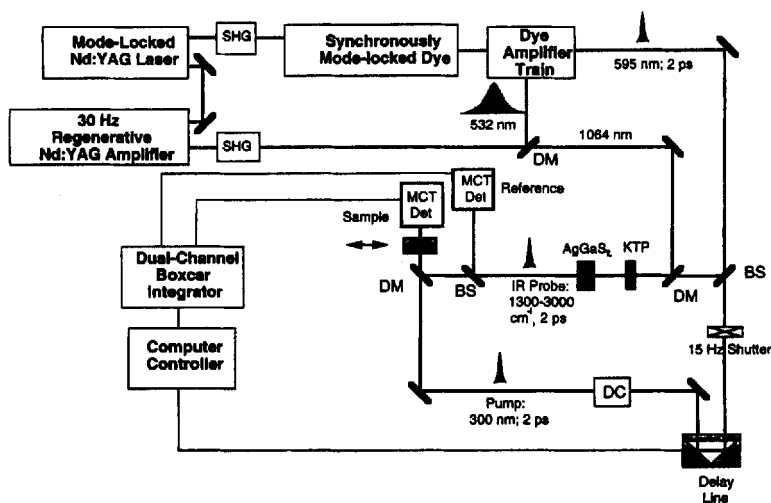 Mode-Locked
Nd:YAG Laser
SHG
Synchronously
Mode-locked Dye
Dye
Amplifier
Train
595 nm; 2 ps
532 nm
30 Hz
Regenerative
Nd:YAG Amplifier
SHG
DM
1064 nm
MCT
Det
Reference
MCT
Det
Sample
Dual-Channel
Boxcar
Integrator
DM
BS
IR Probe:
1300-3000
cm-1, 2 ps
AgGaS2
KTP
DM
BS
15 Hz Shutter
Computer
Controller
Pump:
300 nm; 2 ps
DC
Delay
Line